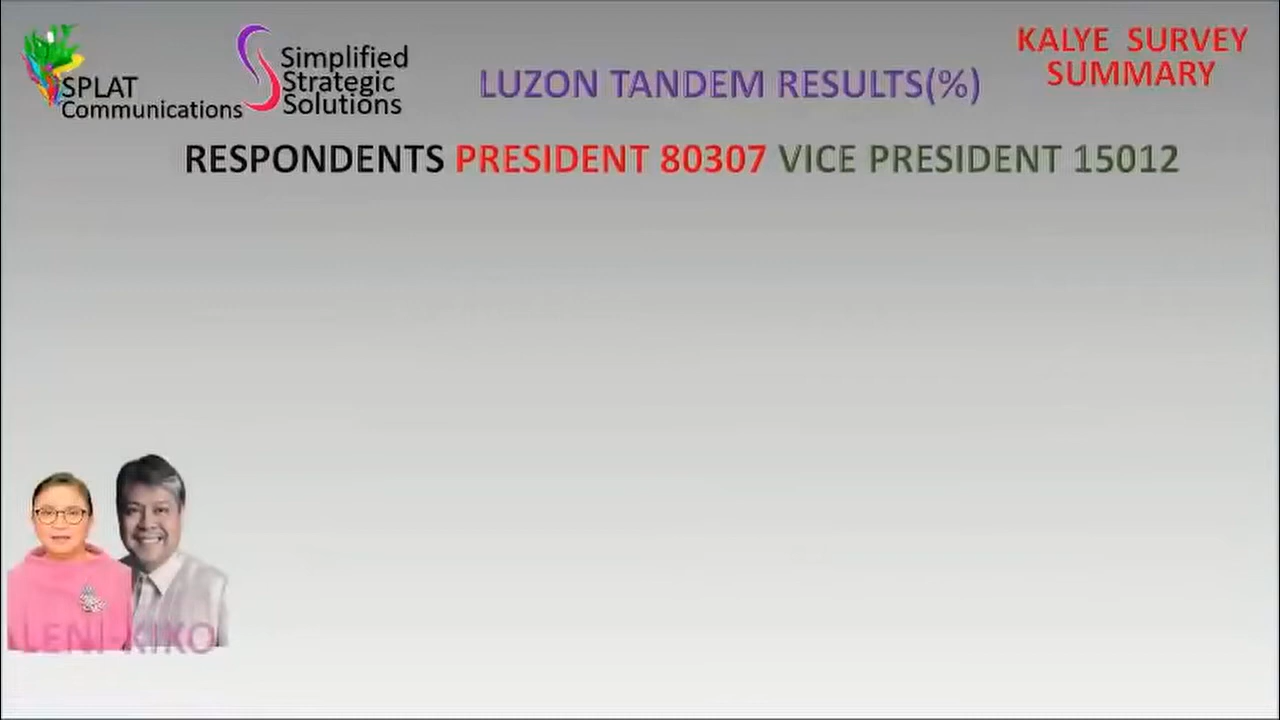 SPLAT
Communications
Simplified
Strategic
Solutions
LUZON TANDEM RESULTS(%)
KALYE SURVEY
SUMMARY
RESPONDENTS PRESIDENT 80307 VICE PRESIDENT 15012
LENI-KIKO